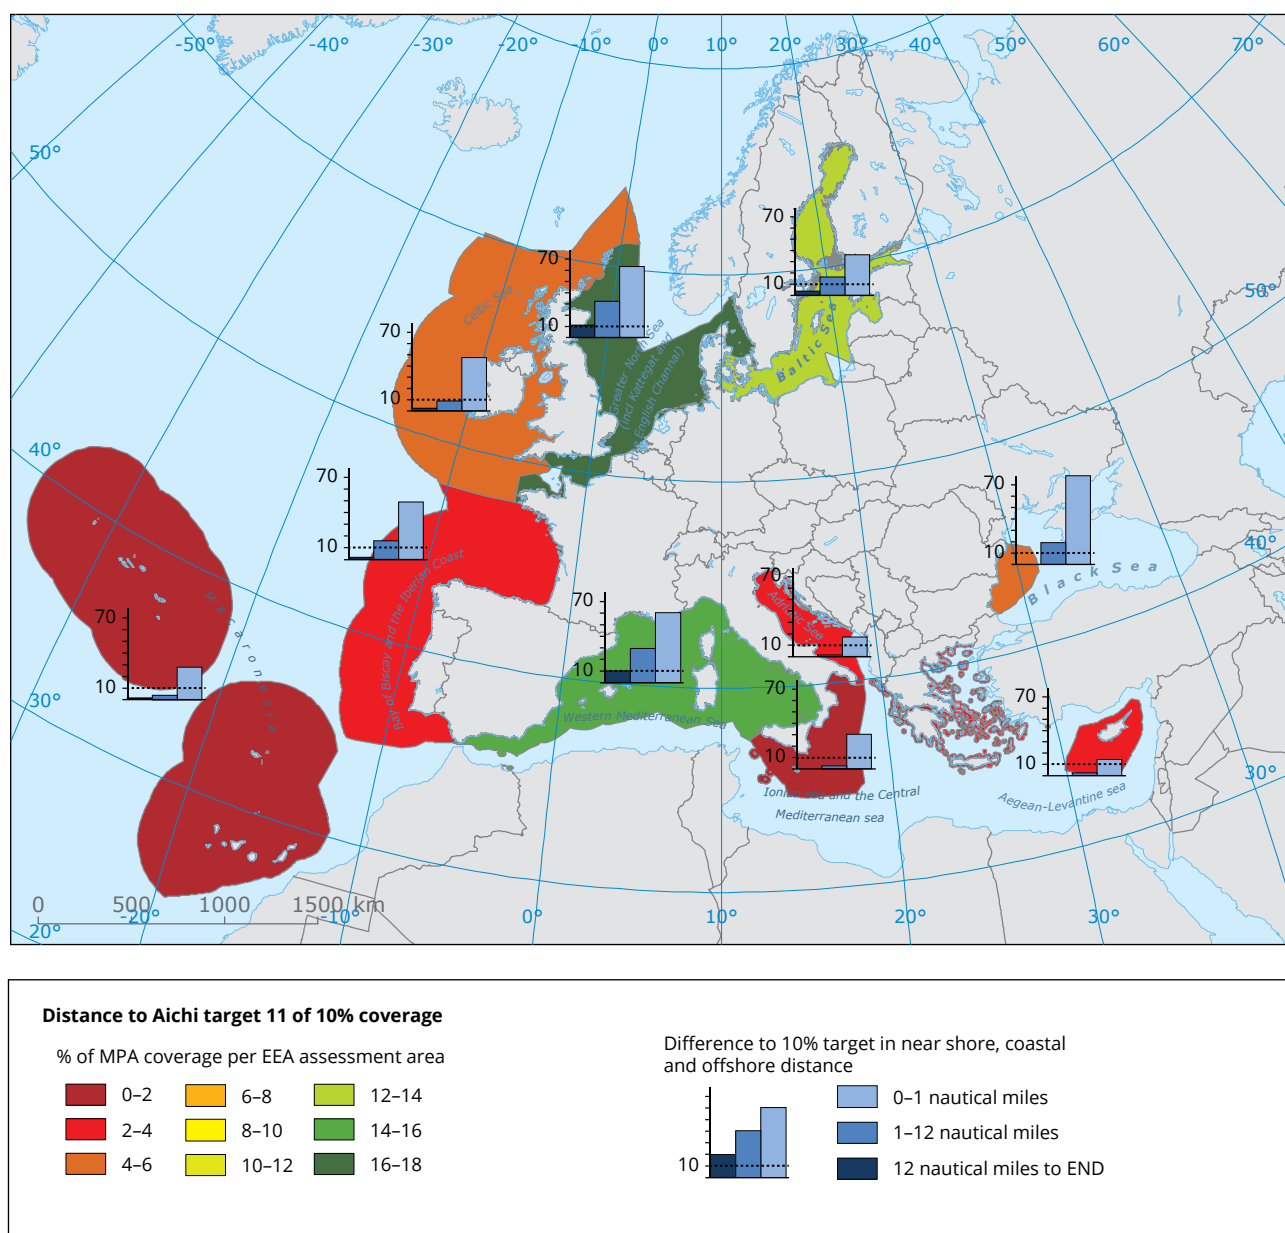 -50°
-40°
-30°
-20°
-10°
0°
10°
20°
30°
40°
50°
60°
70°
50°
40°
30°
20°
50°
40°
30°
-20°
-10°
0°
10°
20°
30°
Celtic Sea
Greater North Sea
(incl Kattegat and
the English Channel)
Baltic Sea
Bay of Biscay and the Iberian Coast
Macaronesia
Western Mediterranean Sea
Adriatic Sea
Ionian Sea and the Central
Mediterranean sea
Aegean-Levantine sea
Black Sea
70
10
70
10
70
10
70
10
70
10
70
10
70
10
70
10
70
10
70
10
0 500 1000 1500 km
Distance to Aichi target 11 of 10% coverage
% of MPA coverage per EEA assessment area
0–2 6–8 12–14
2–4 8–10 14–16
4–6 10–12 16–18
Difference to 10% target in near shore, coastal
and offshore distance
10
0–1 nautical miles
1–12 nautical miles
12 nautical miles to END